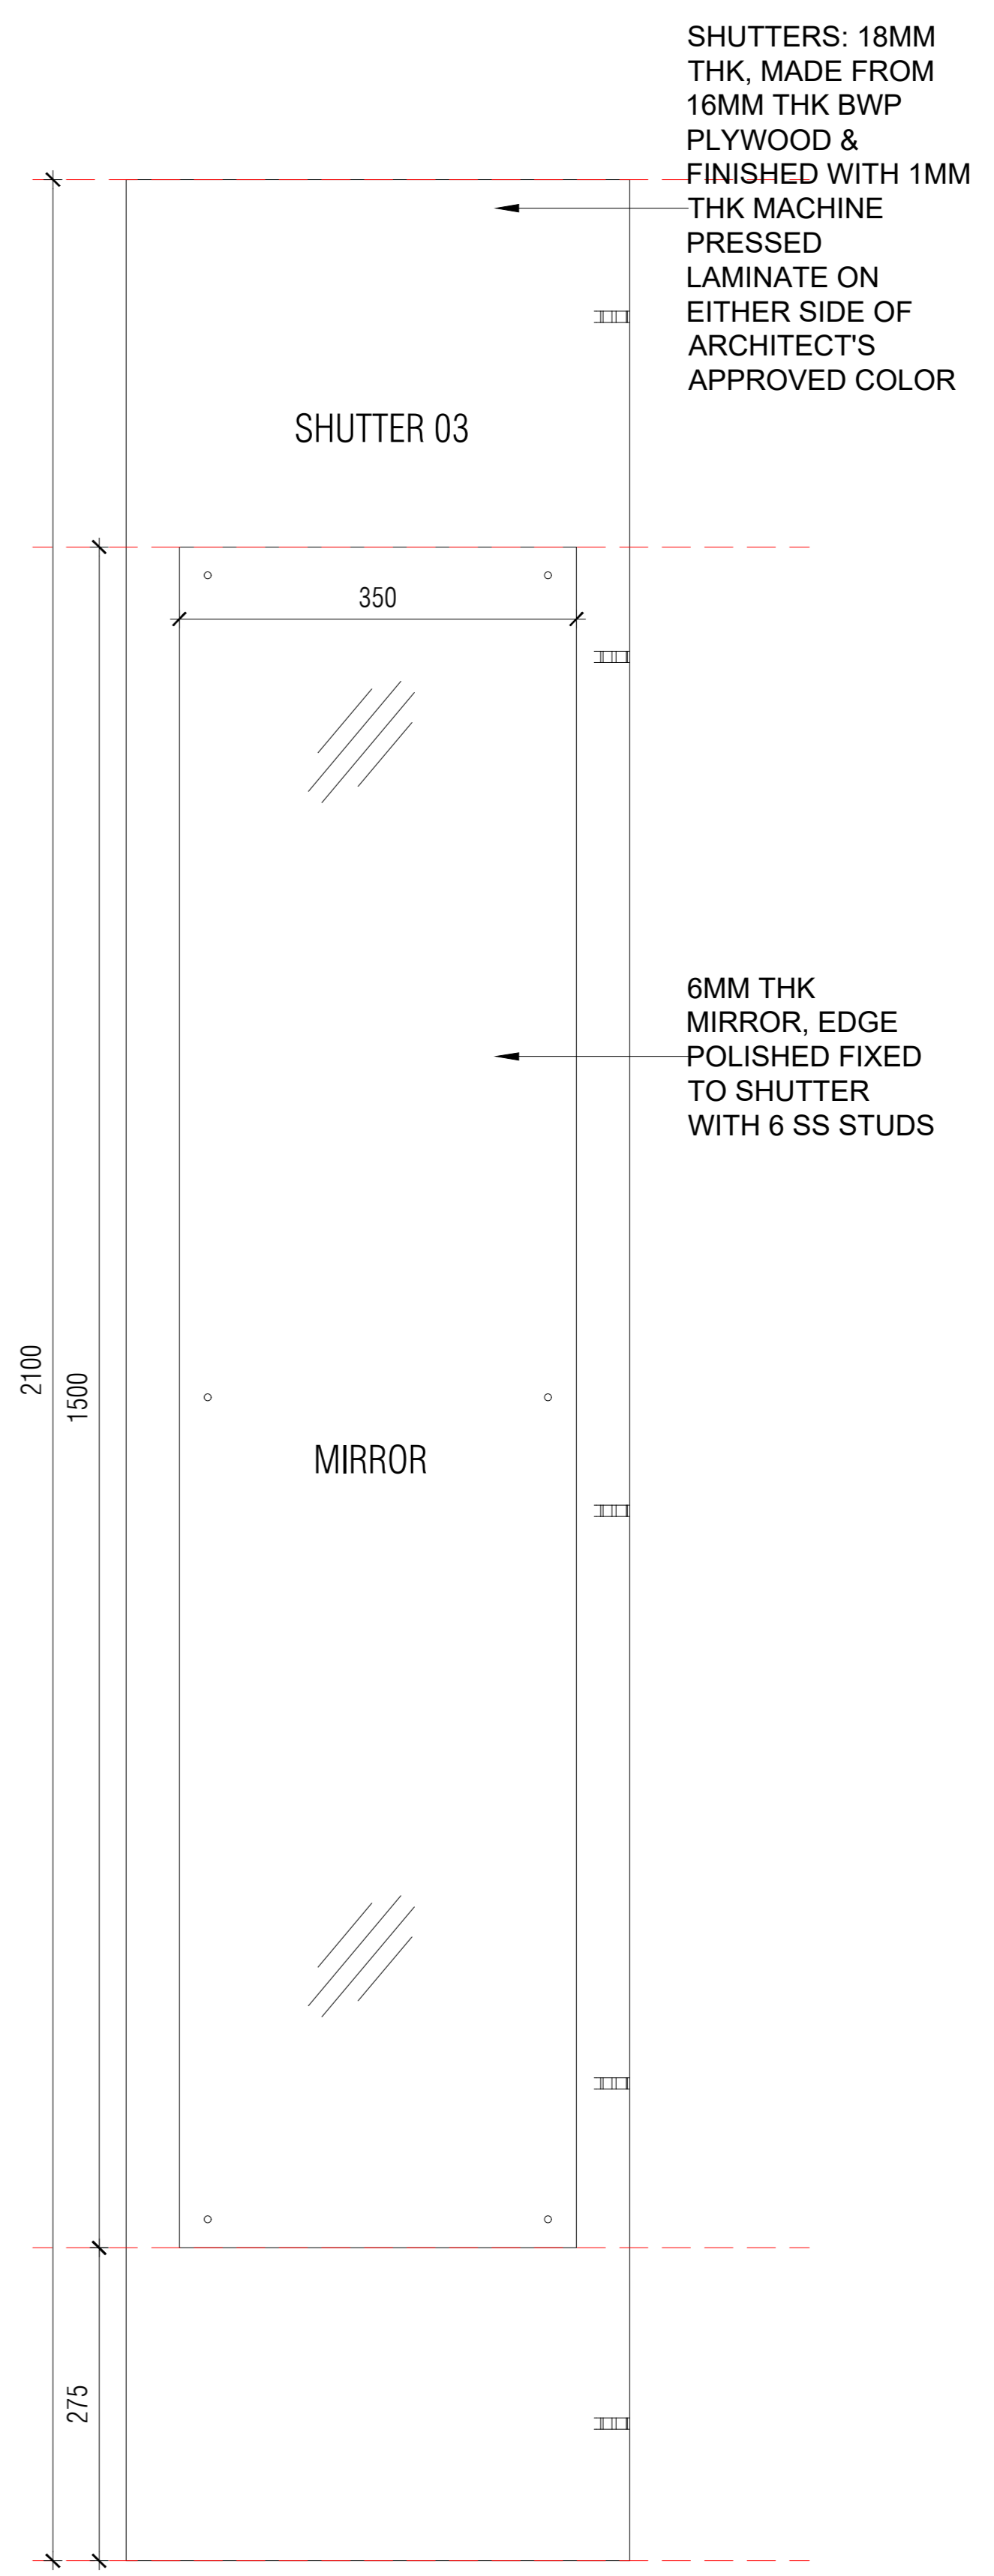 SHUTTERS: 18MM
THK, MADE FROM
16MM THK BWP
PLYWOOD &
FINISHED WITH 1MM
THK MACHINE
PRESSED
LAMINATE ON
EITHER SIDE OF
ARCHITECT'S
APPROVED COLOR
SHUTTER 03
350
6MM THK
MIRROR, EDGE
POLISHED FIXED
TO SHUTTER
WITH 6 SS STUDS
2100
1500
MIRROR
275